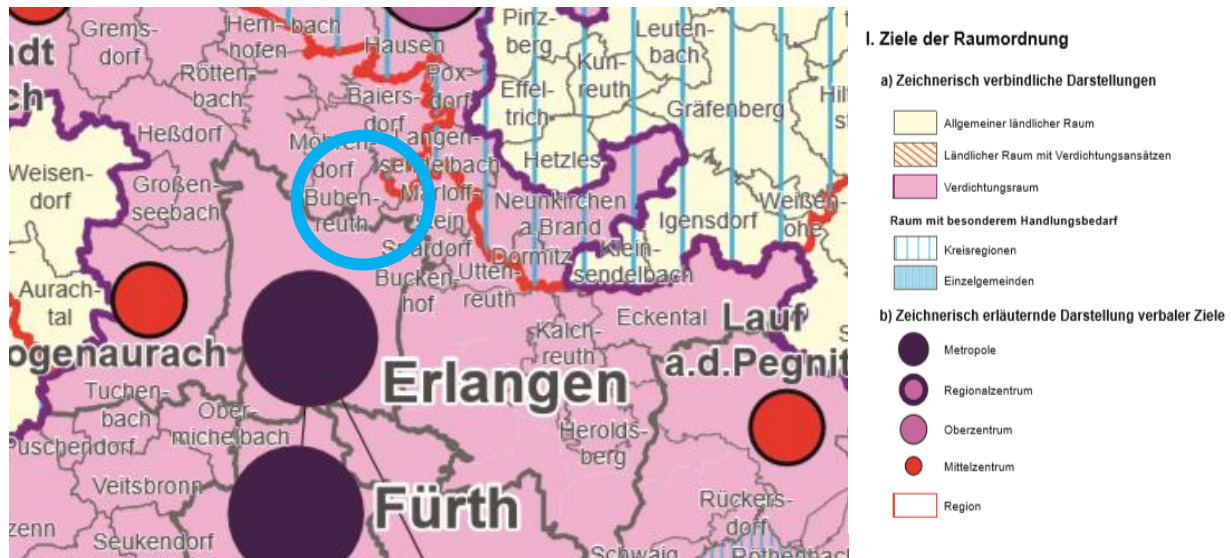 Grems-
dorf
Hem-
hofen
bach
Hausen
Pinz-
berg
Leuten-
bach
adt
ch
Rötten-
bach
Pox-
dorf
Baiers-
dorf
Effel-
trich
Kun-
reuth
Gräfenberg
Heßdorf
Möhren-
dorf
Langen-
sendelbach
Hetzles
Weisen-
dorf
Großen-
seebach
Buben-
reuth
Marloff-
stein
Neunkirchen
a.Brand
Igensdorf
Weißen-
ohe
Spardorf
Dormitz
Klein-
sendelbach
Aurach-
tal
Bucken-
hof
Utten-
reuth
Eckental
Lauf
a.d.Pegnit
Kalch-
reuth
ogenaurach
Erlangen
Tuchen-
bach
Ober-
michelbach
Puschendorf
Herolds-
berg
Veitsbronn
Fürth
Rückers-
dorf
zenn
Seukendorf
Schwaig
I. Ziele der Raumordnung
a) Zeichnerisch verbindliche Darstellungen
Allgemeiner ländlicher Raum
Ländlicher Raum mit Verdichtungsansätzen
Verdichtungsraum
Raum mit besonderem Handlungsbedarf
Kreisregionen
Einzelgemeinden
b) Zeichnerisch erläuternde Darstellung verbaler Ziele
Metropole
Regionalzentrum
Oberzentrum
Mittelzentrum
Region